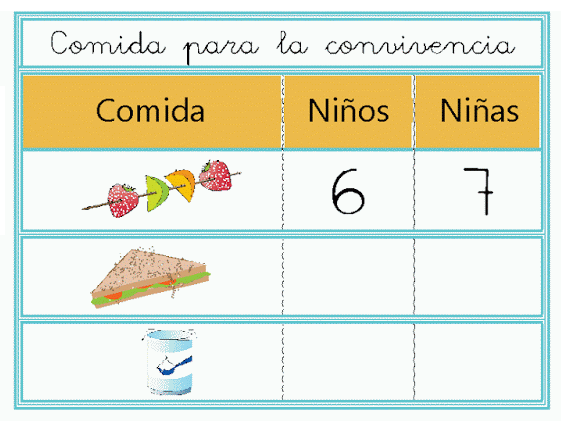 Comida para la convivencia
Comida Niños Niñas
6 7